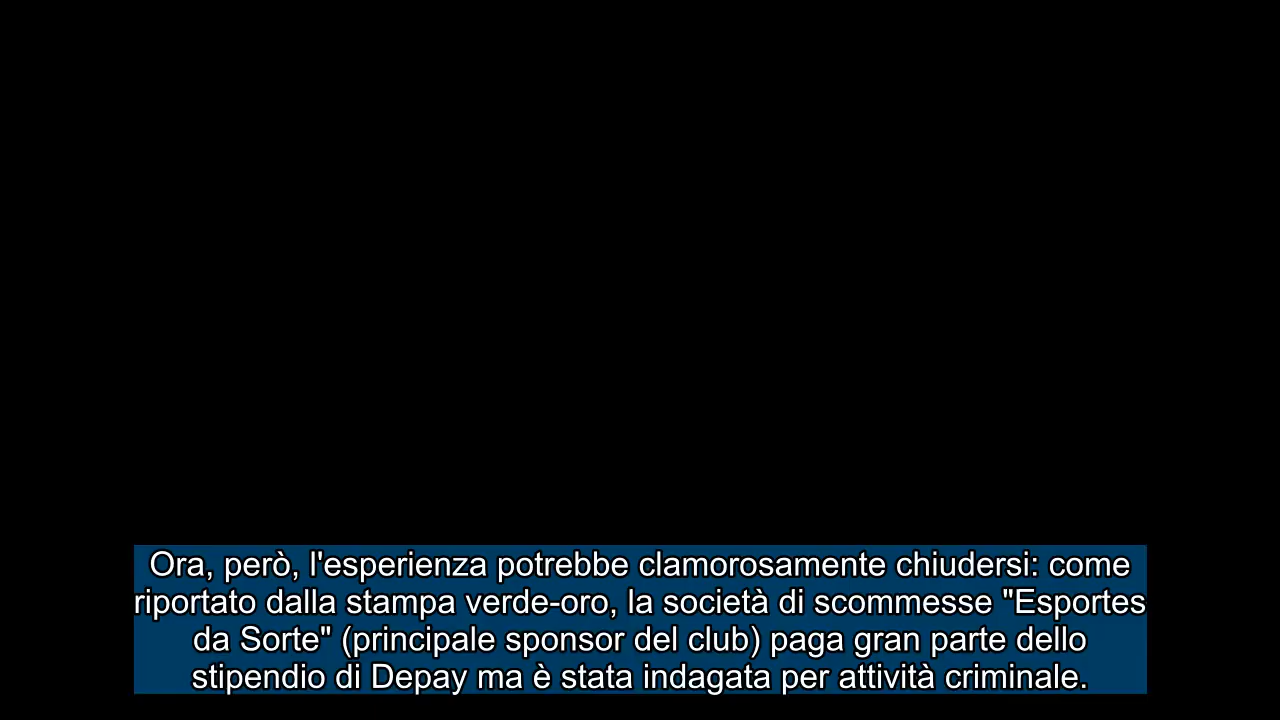 Ora, però, l'esperienza potrebbe clamorosamente chiudersi: come
riportato dalla stampa verde-oro, la società di scommesse "Esportes
da Sorte" (principale sponsor del club) paga gran parte dello
stipendio di Depay ma è stata indagata per attività criminale.